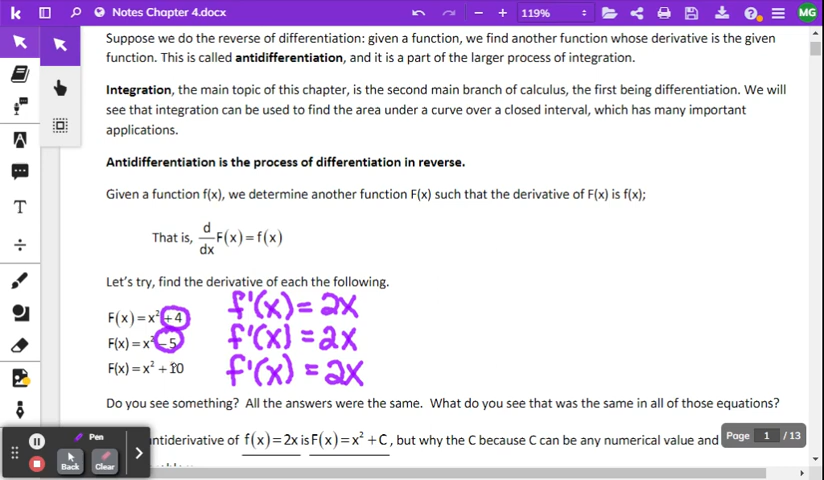 Notes Chapter 4.docx
119%
MG
Suppose we do the reverse of differentiation: given a function, we find another function whose derivative is the given
function. This is called antidifferentiation, and it is a part of the larger process of integration.
Integration, the main topic of this chapter, is the second main branch of calculus, the first being differentiation. We will
see that integration can be used to find the area under a curve over a closed interval, which has many important
applications.
Antidifferentiation is the process of differentiation in reverse.
Given a function f(x), we determine another function F(x) such that the derivative of F(x) is f(x);
That is, d/dx F(x) = f(x)
Let's try, find the derivative of each the following.
F(x) = x² + 4 f'(x) = 2x
F(x) = x² − 5 f'(x) = 2x
F(x) = x² + 10 f'(x) = 2x
Do you see something? All the answers were the same. What do you see that was the same in all of those equations?
antiderivative of f(x) = 2x is F(x) = x² + C, but why the C because C can be any numerical value and
Page 1 / 13
Pen
Back
Clear